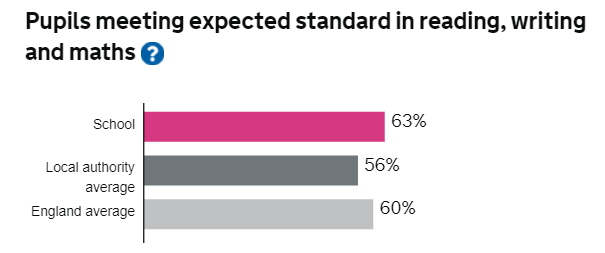 Pupils meeting expected standard in reading, writing
and maths ?
School 63%
Local authority 56%
average
England average 60%